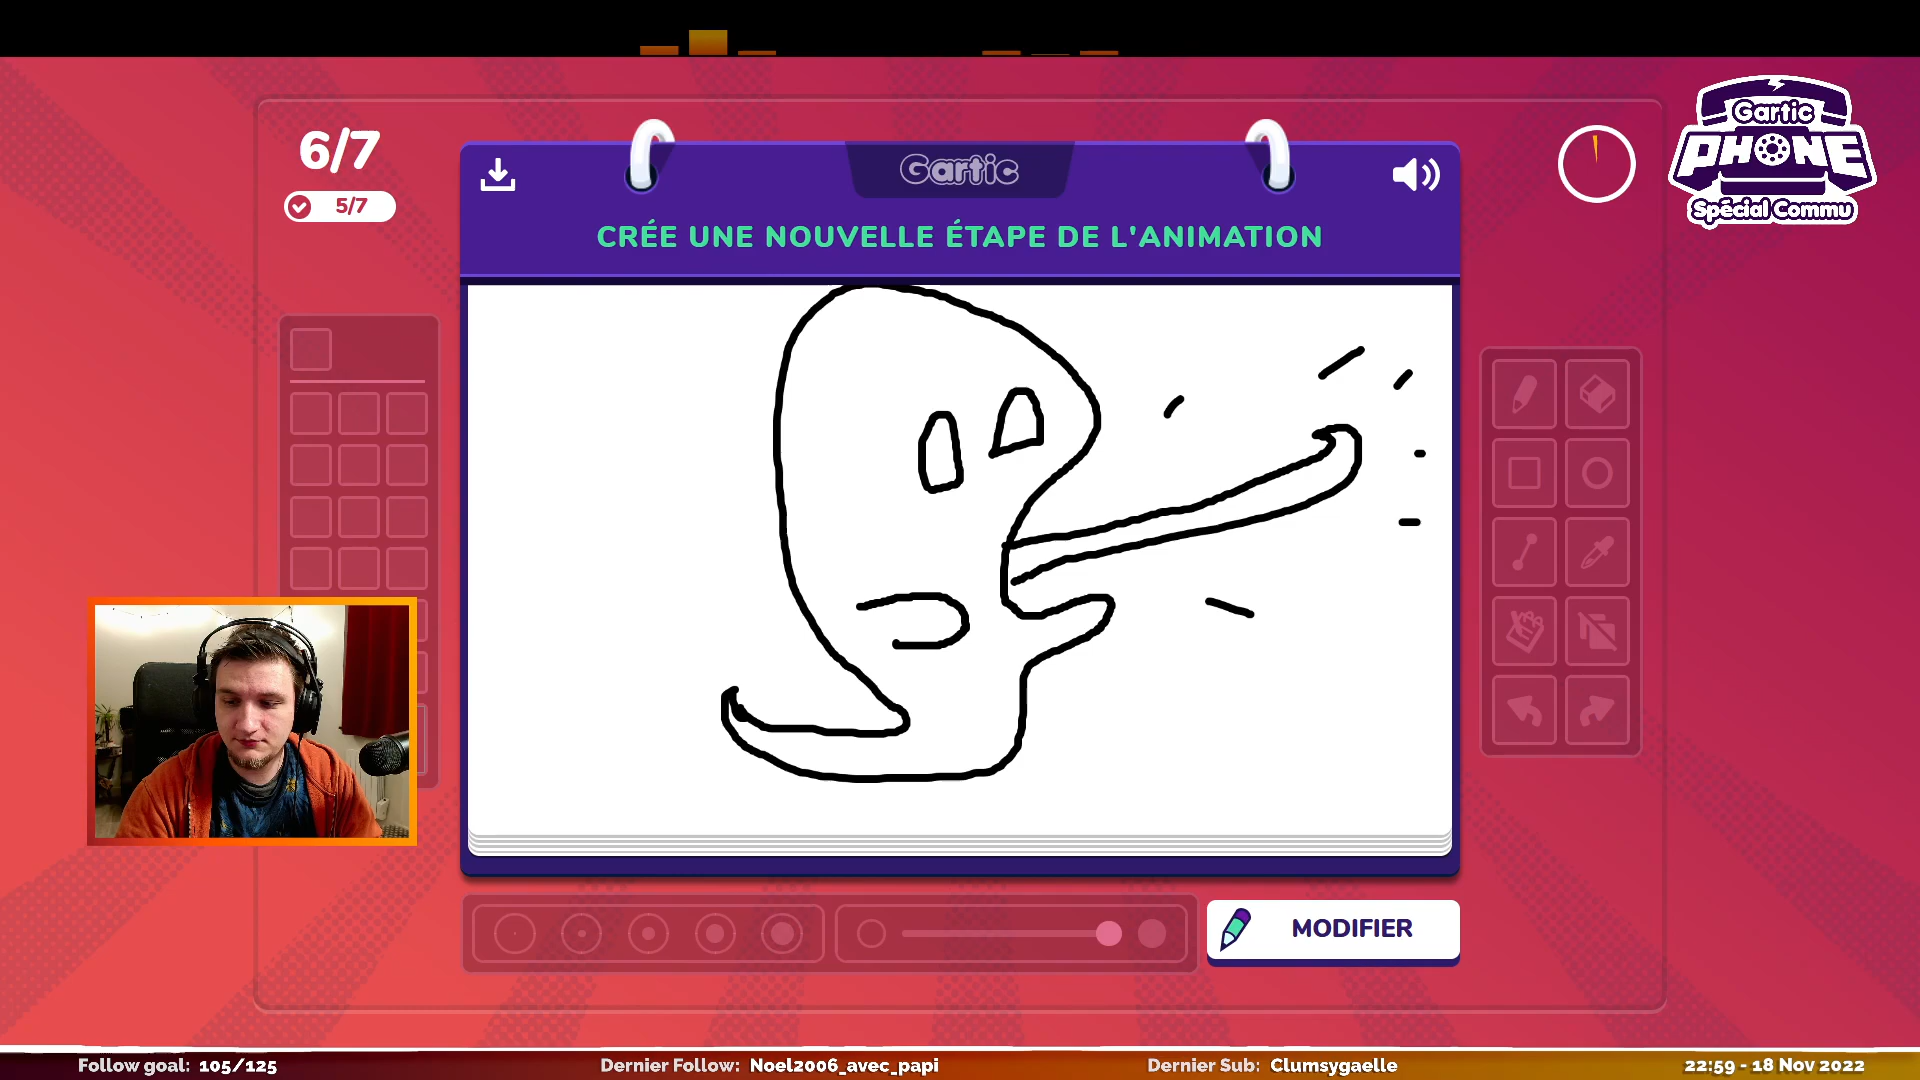 6/7
5/7
Gartic
CRÉE UNE NOUVELLE ÉTAPE DE L'ANIMATION
Gartic
PHONE
Spécial Commu
MODIFIER
Follow goal: 105/125
Dernier Follow: Noel2006_avec_papi
Dernier Sub: Clumsygaelle
22:59 - 18 Nov 2022